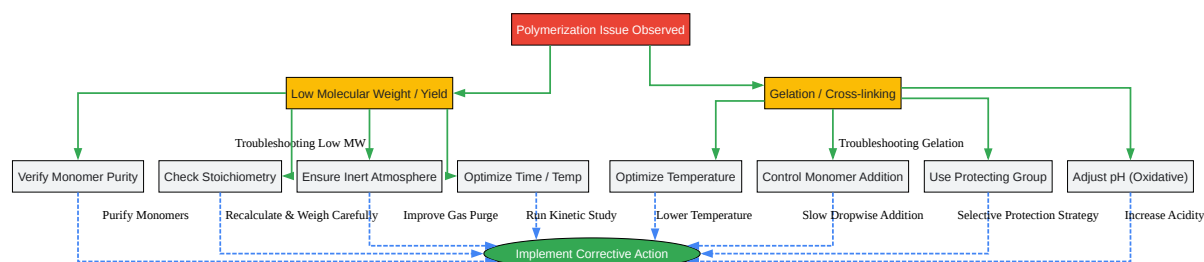 Polymerization Issue Observed
Low Molecular Weight / Yield
Gelation / Cross-linking
Troubleshooting Low MW
Troubleshooting Gelation
Verify Monomer Purity
Check Stoichiometry
Ensure Inert Atmosphere
Optimize Time / Temp
Optimize Temperature
Control Monomer Addition
Use Protecting Group
Adjust pH (Oxidative)
Purify Monomers
Recalculate & Weigh Carefully
Improve Gas Purge
Run Kinetic Study
Lower Temperature
Slow Dropwise Addition
Selective Protection Strategy
Increase Acidity
Implement Corrective Action